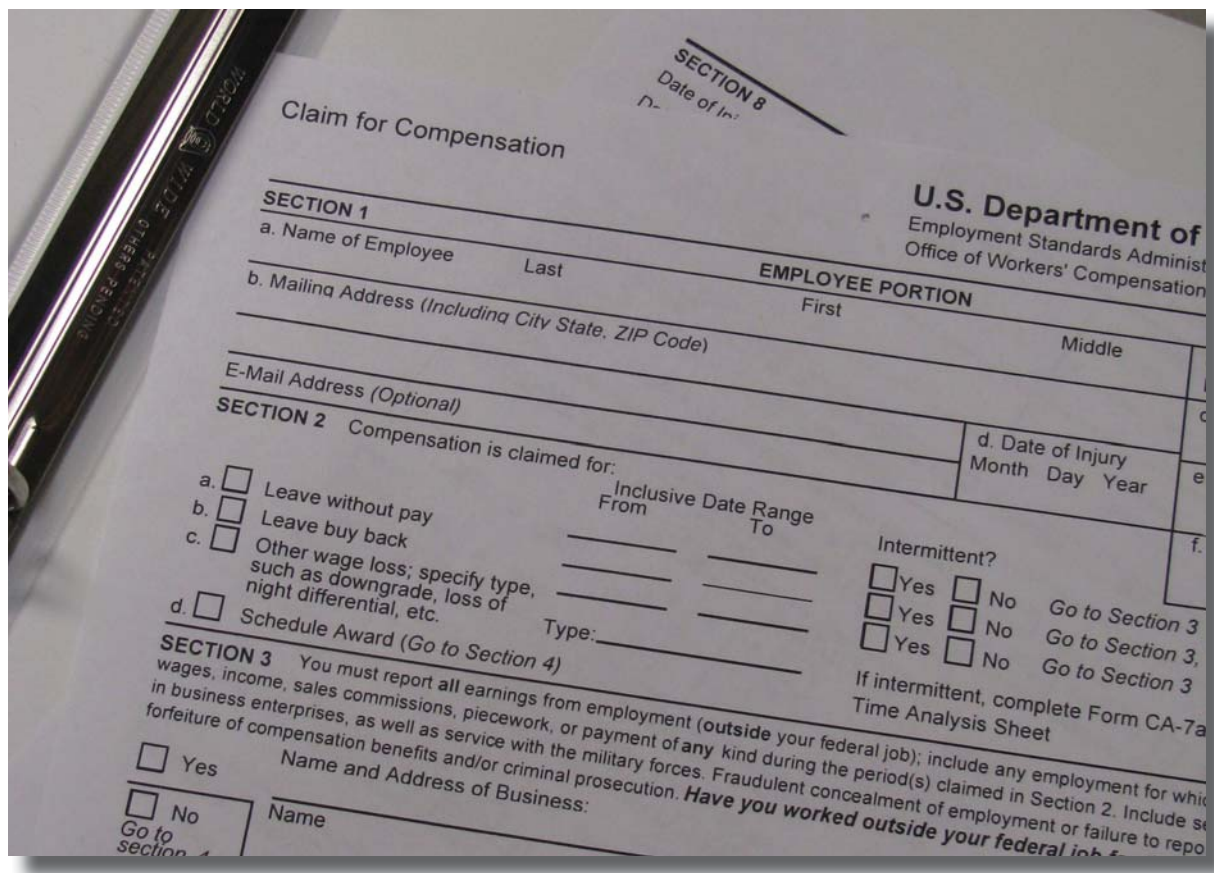 WORLD WIDE
PATENTED
OTHERS PENDING
SECTION 8
Date of
Claim for Compensation
U.S. Department of
Employment Standards Administ
Office of Workers' Compensation
SECTION 1
EMPLOYEE PORTION
a. Name of Employee Last First Middle
b. Mailing Address (Including City State, ZIP Code)
E-Mail Address (Optional)
d. Date of Injury
Month Day Year
e
f.
SECTION 2 Compensation is claimed for:
Inclusive Date Range
From To
Intermittent?
a. Leave without pay
Yes No Go to Section 3
b. Leave buy back
Yes No Go to Section 3,
c. Other wage loss; specify type,
such as downgrade, loss of
night differential, etc.
Yes No Go to Section 3
Type:
If intermittent, complete Form CA-7a
Time Analysis Sheet
d. Schedule Award (Go to Section 4)
SECTION 3 You must report all earnings from employment (outside your federal job); include any employment for whic
wages, income, sales commissions, piecework, or payment of any kind during the period(s) claimed in Section 2. Include se
in business enterprises, as well as service with the military forces. Fraudulent concealment of employment or failure to repo
forfeiture of compensation benefits and/or criminal prosecution. Have you worked outside your federal job
Yes
Name and Address of Business:
No
Go to
section 4
Name